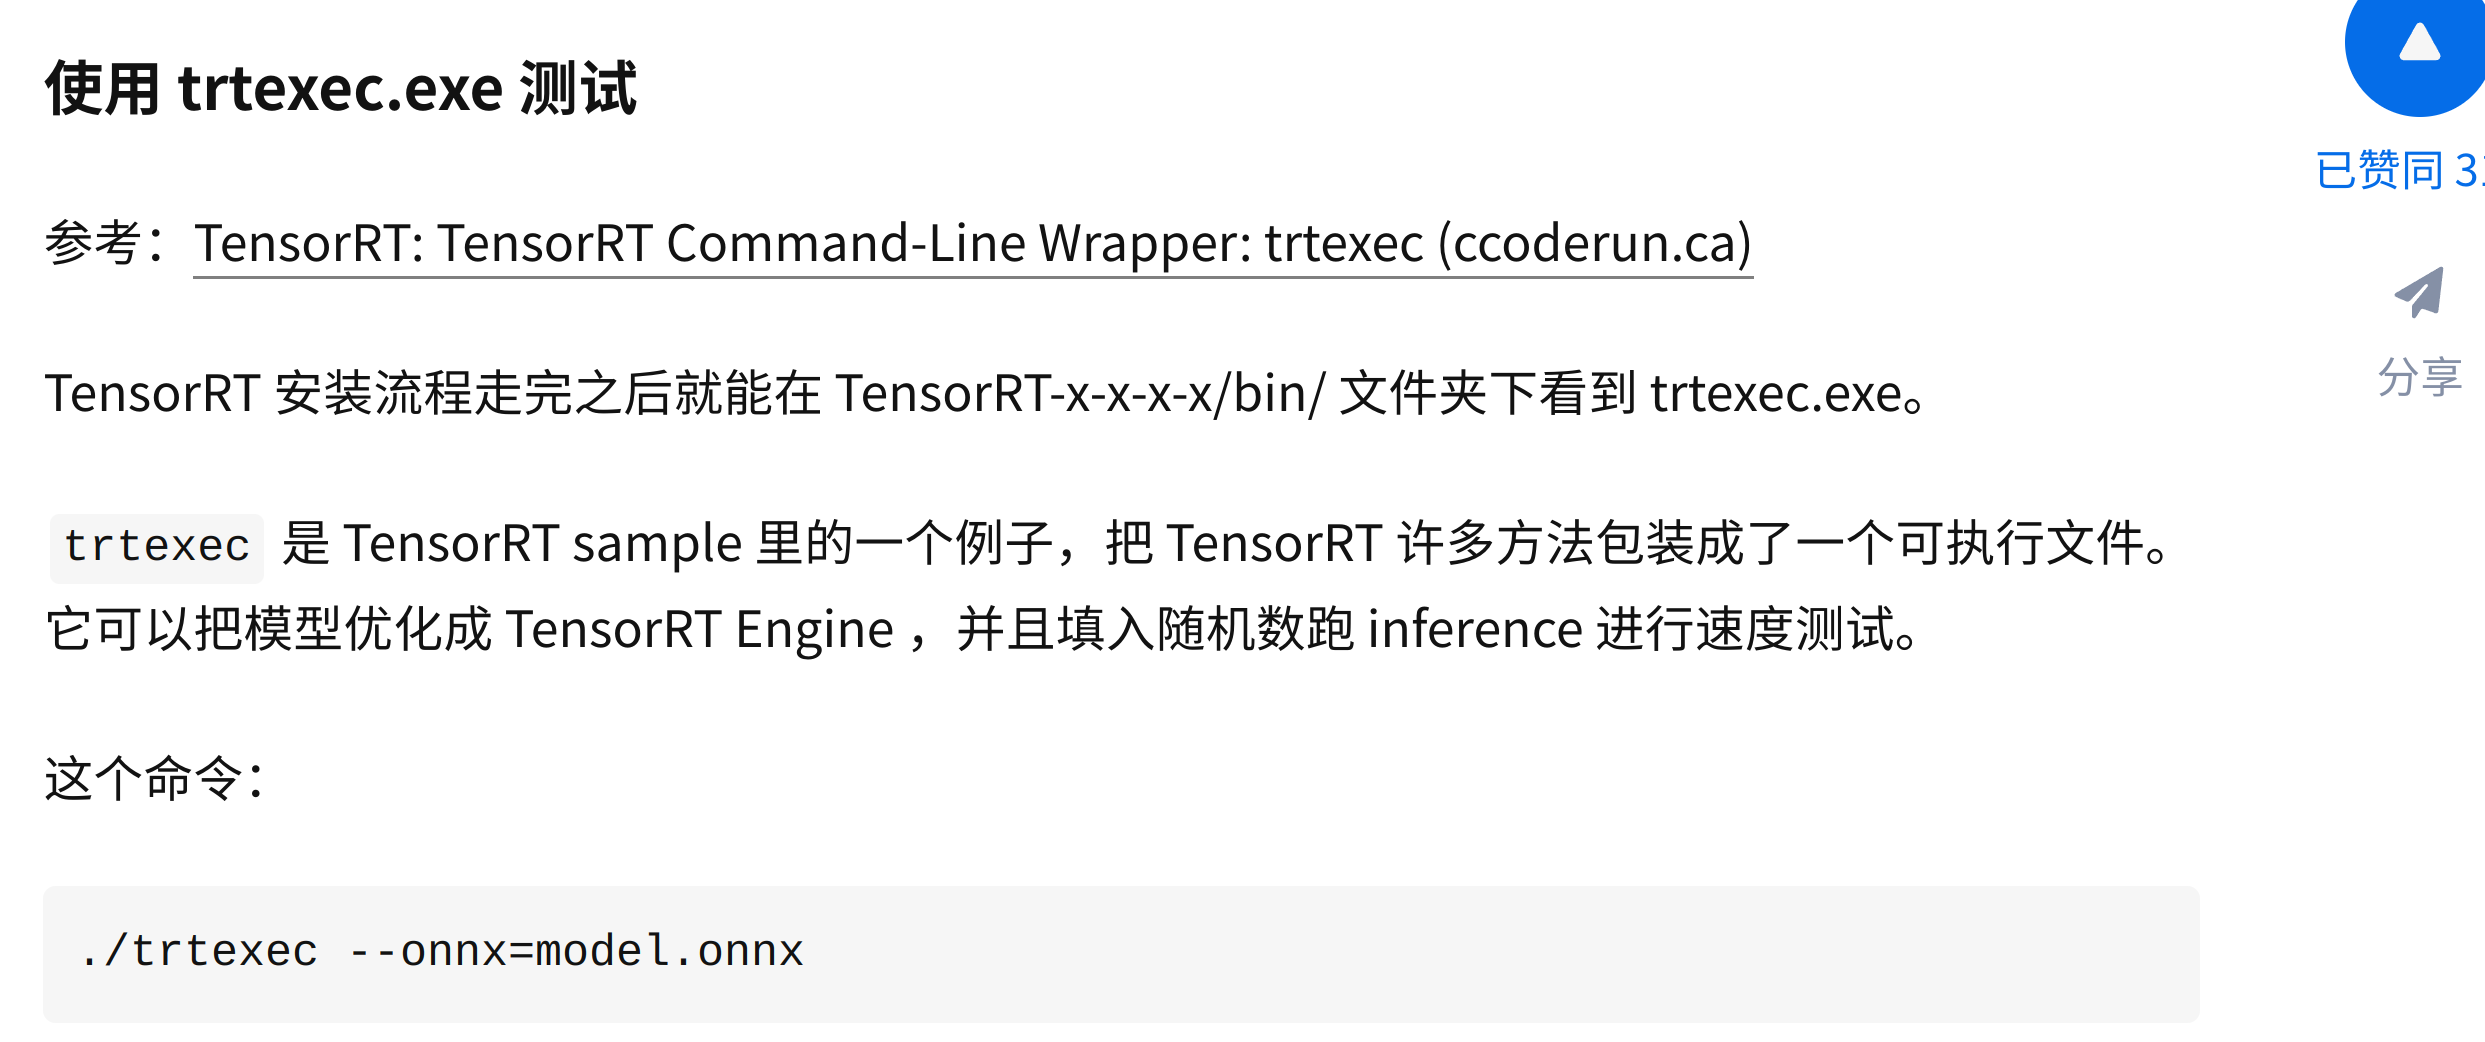 使用 trtexec.exe 测试
已赞同
参考：TensorRT: TensorRT Command-Line Wrapper: trtexec (ccoderun.ca)
分享
TensorRT 安装流程走完之后就能在 TensorRT-x-x-x-x/bin/ 文件夹下看到 trtexec.exe。
trtexec 是 TensorRT sample 里的一个例子，把 TensorRT 许多方法包装成了一个可执行文件。
它可以把模型优化成 TensorRT Engine ，并且填入随机数跑 inference 进行速度测试。
这个命令：
./trtexec --onnx=model.onnx